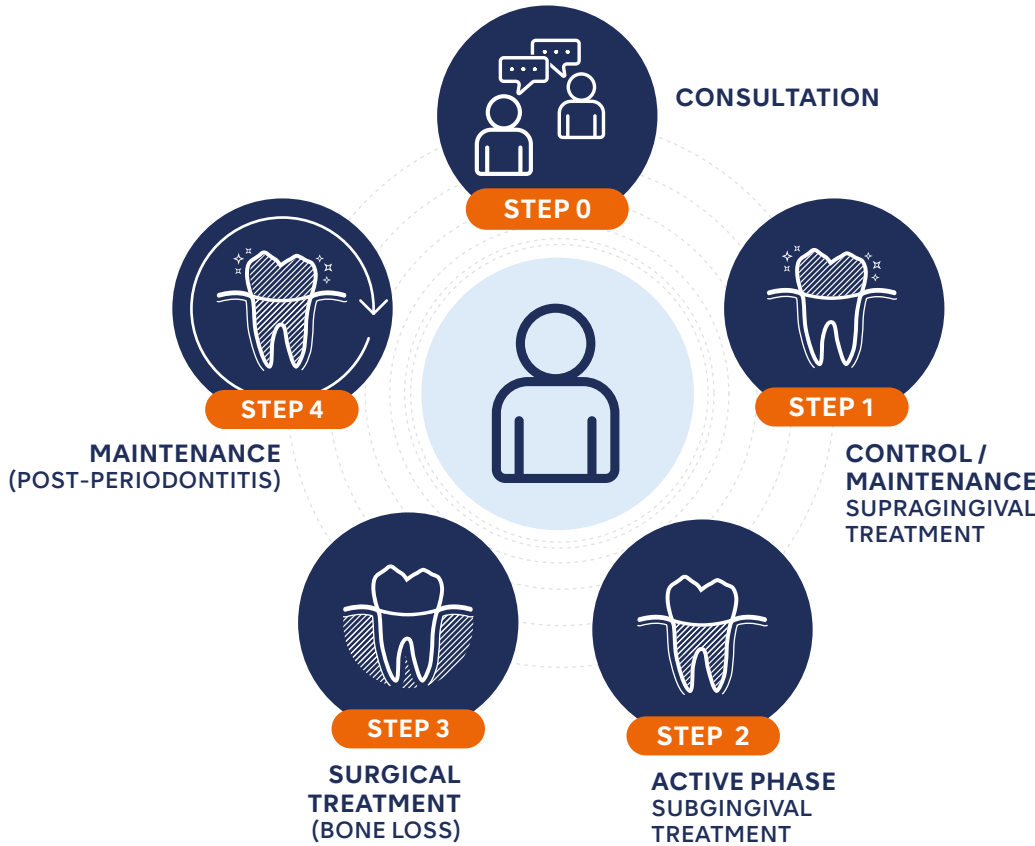 CONSULTATION
STEP 0
STEP 1
CONTROL /
MAINTENANCE
SUPRAGINGIVAL
TREATMENT
STEP 2
ACTIVE PHASE
SUBGINGIVAL
TREATMENT
STEP 3
SURGICAL
TREATMENT
(BONE LOSS)
STEP 4
MAINTENANCE
(POST-PERIODONTITIS)